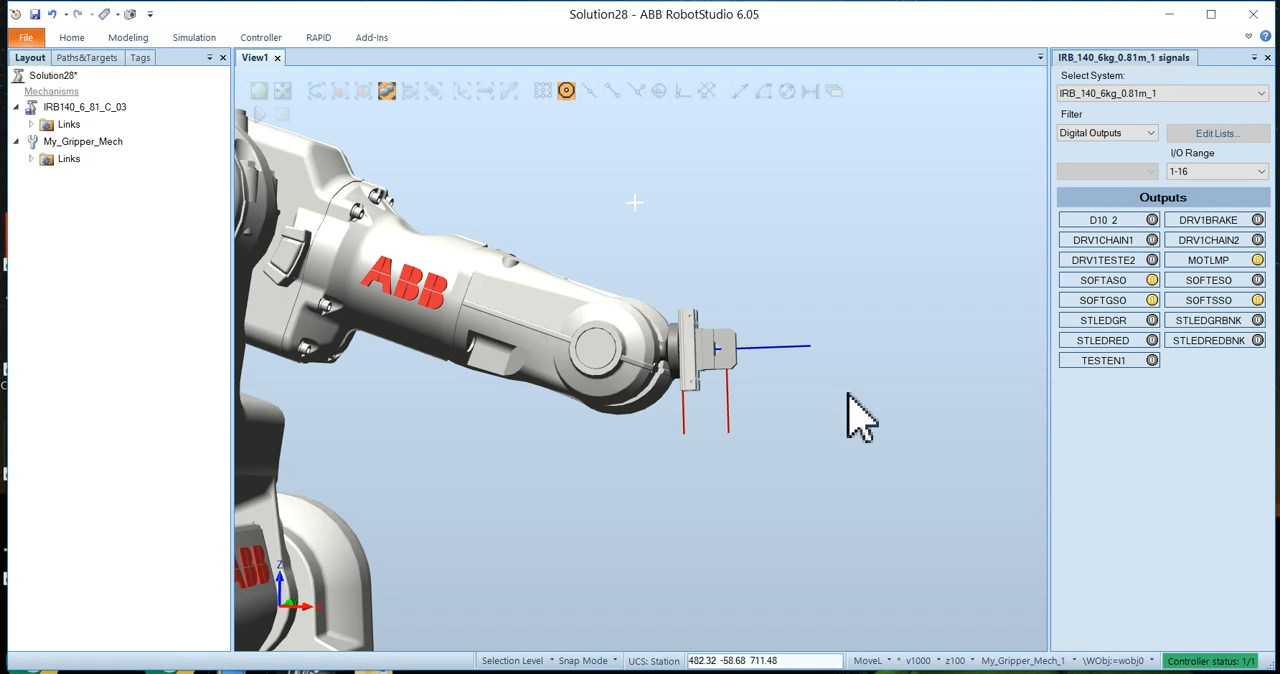 Solution28 - ABB RobotStudio 6.05
File Home Modeling Simulation Controller RAPID Add-Ins
Layout Paths&Targets Tags
Solution28*
Mechanisms
IRB140_6_81_C_03
Links
My_Gripper_Mech
Links
View1
ABB
ABB
Z
IRB_140_6kg_0.81m_1 signals
Select System:
IRB_140_6kg_0.81m_1
Filter
Digital Outputs Edit Lists...
I/O Range
1-16
Outputs
D10 2 DRV1BRAKE
DRV1CHAIN1 DRV1CHAIN2
DRV1TESTE2 MOTLMP
SOFTASO SOFTESO
SOFTGSO SOFTSSO
STLEDGR STLEDGRBNK
STLEDRED STLEDREDBNK
TESTEN1
Selection Level Snap Mode UCS: Station 482.32 -58.68 711.48 MoveL * v1000 z100 My_Gripper_Mech_1 \WObj:=wobj0 Controller status: 1/1